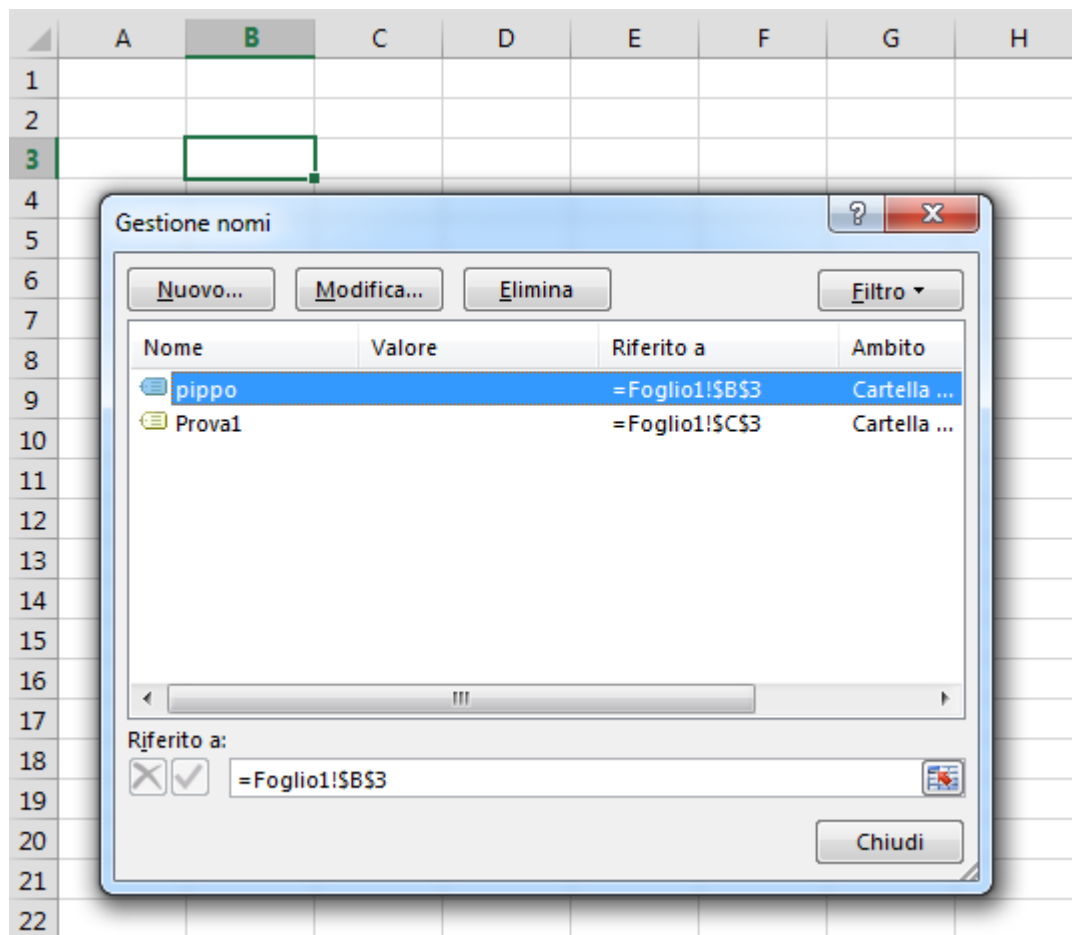 A B C D E F G H
1
2
3
4
Gestione nomi
5
6
Nuovo... Modifica... Elimina Filtro
7
8
Nome Valore Riferito a Ambito
9
pippo =Foglio1!$B$3 Cartella ...
Prova1 =Foglio1!$C$3 Cartella ...
10
11
12
13
14
15
16
17
Riferito a:
18
=Foglio1!$B$3
19
20
Chiudi
21
22